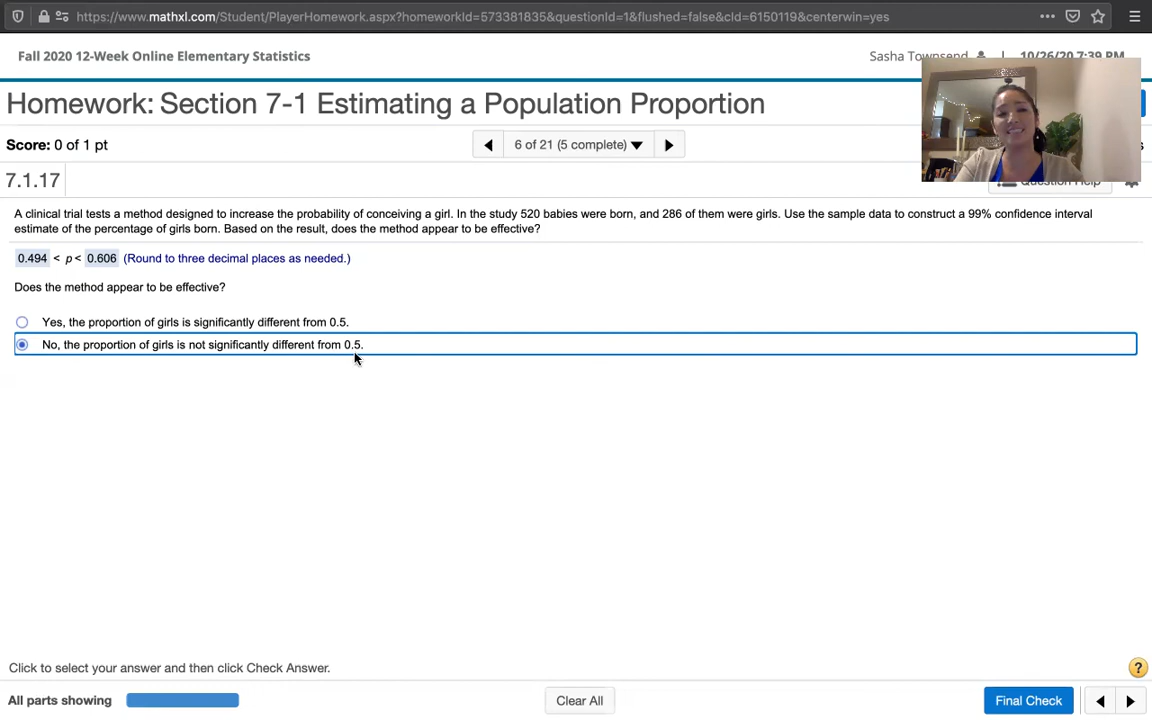 https://www.mathxl.com/Student/PlayerHomework.aspx?homeworkId=573381835&questionId=1&flushed=false&cId=6150119&centerwin=yes
Fall 2020 12-Week Online Elementary Statistics
Sasha Townsend | 10/26/20 7:39 PM
Homework: Section 7-1 Estimating a Population Proportion
Score: 0 of 1 pt
6 of 21 (5 complete)
7.1.17
Question Help
A clinical trial tests a method designed to increase the probability of conceiving a girl. In the study 520 babies were born, and 286 of them were girls. Use the sample data to construct a 99% confidence interval
estimate of the percentage of girls born. Based on the result, does the method appear to be effective?
0.494 < p < 0.606 (Round to three decimal places as needed.)
Does the method appear to be effective?
Yes, the proportion of girls is significantly different from 0.5.
No, the proportion of girls is not significantly different from 0.5.
Click to select your answer and then click Check Answer.
?
All parts showing
Clear All
Final Check